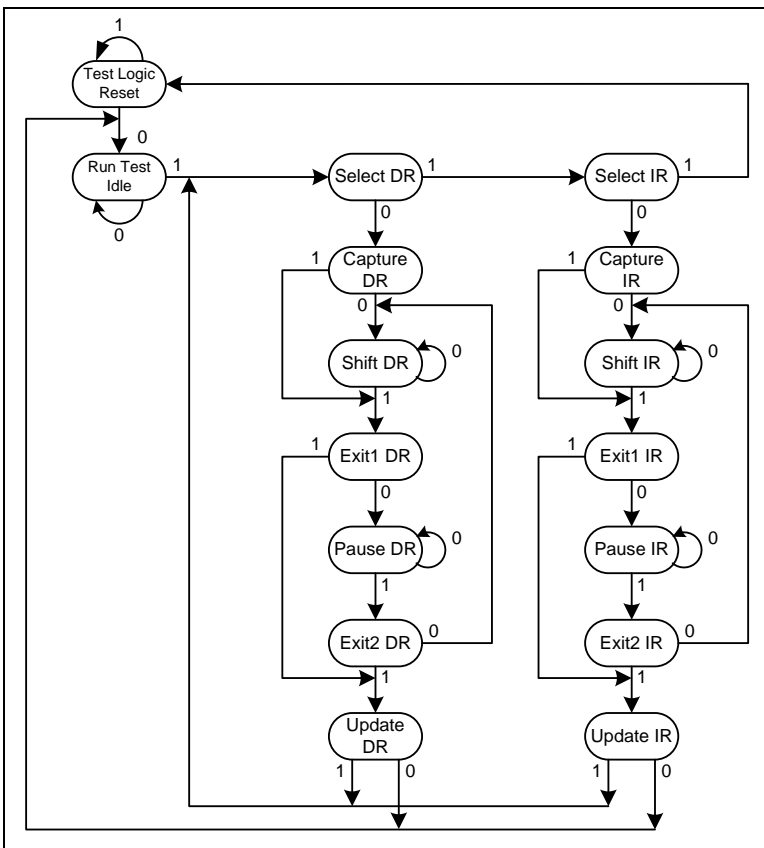 1
Test Logic
Reset
0
Run Test
Idle
1
0
Select DR
1
0
Select IR
1
0
Capture
DR
1
0
Shift DR
0
1
Exit1 DR
1
0
Pause DR
0
1
Exit2 DR
0
1
Update
DR
1
0
Capture
IR
1
0
Shift IR
0
1
Exit1 IR
1
0
Pause IR
0
1
Exit2 IR
0
1
Update IR
1
0